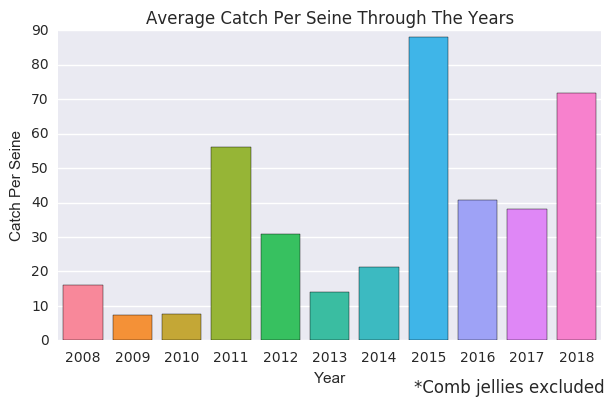 Average Catch Per Seine Through The Years
90
80
70
60
50
40
30
20
10
0
Catch Per Seine
2008 2009 2010 2011 2012 2013 2014 2015 2016 2017 2018
Year
*Comb jellies excluded